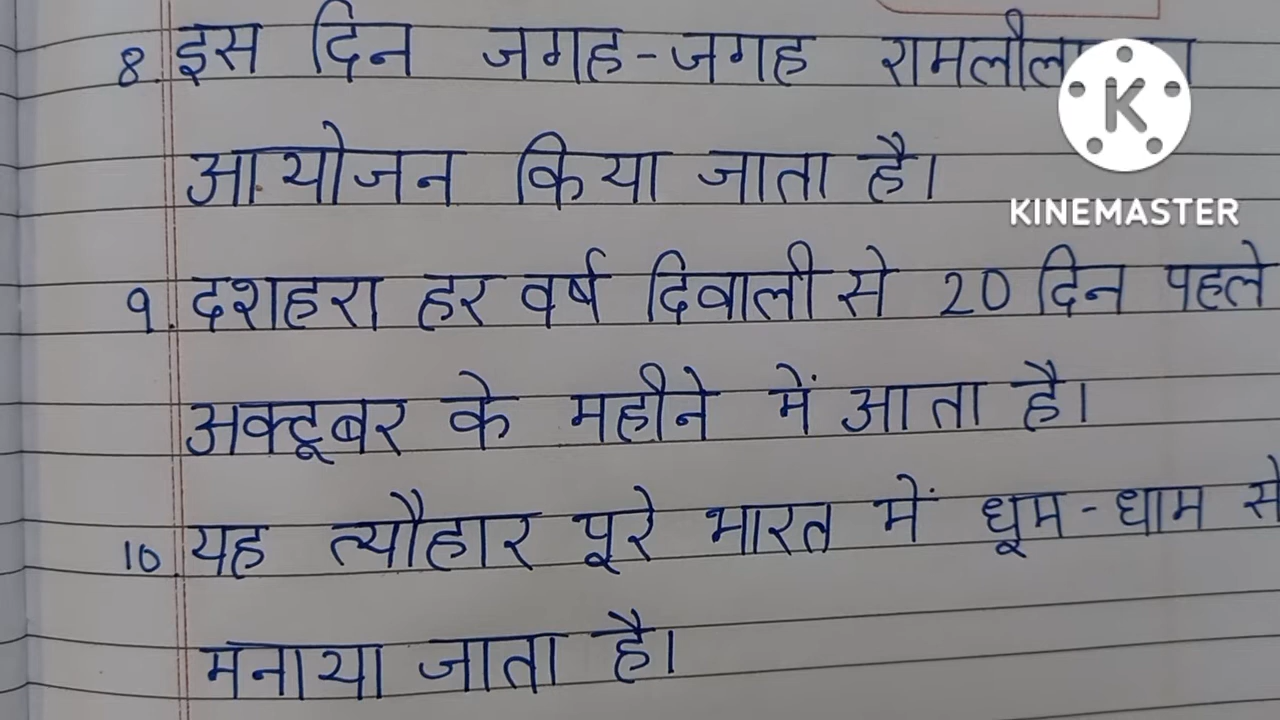 8. इस दिन जगह-जगह रामलीला
आयोजन किया जाता है।
K
KINEMASTER
9. दशहरा हर वर्ष दिवाली से 20 दिन पहले
अक्टूबर के महीने में आता है।
10 यह त्यौहार पूरे भारत में धूम-धाम से
मनाया जाता है।